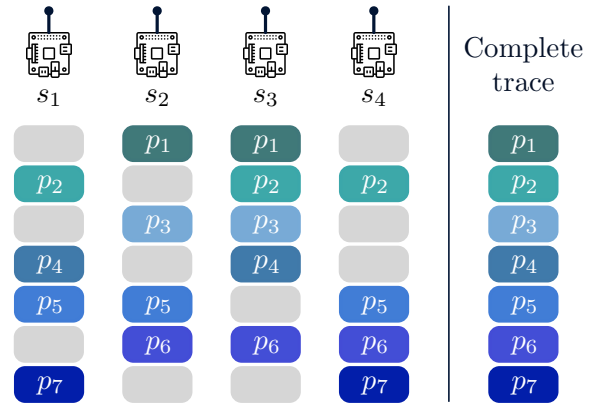 Complete
trace
s₁ s₂ s₃ s₄
p₁ p₁ p₁
p₂ p₂ p₂ p₂
p₃ p₃ p₃
p₄ p₄ p₄
p₅ p₅ p₅ p₅
p₆ p₆ p₆ p₆
p₇ p₇ p₇